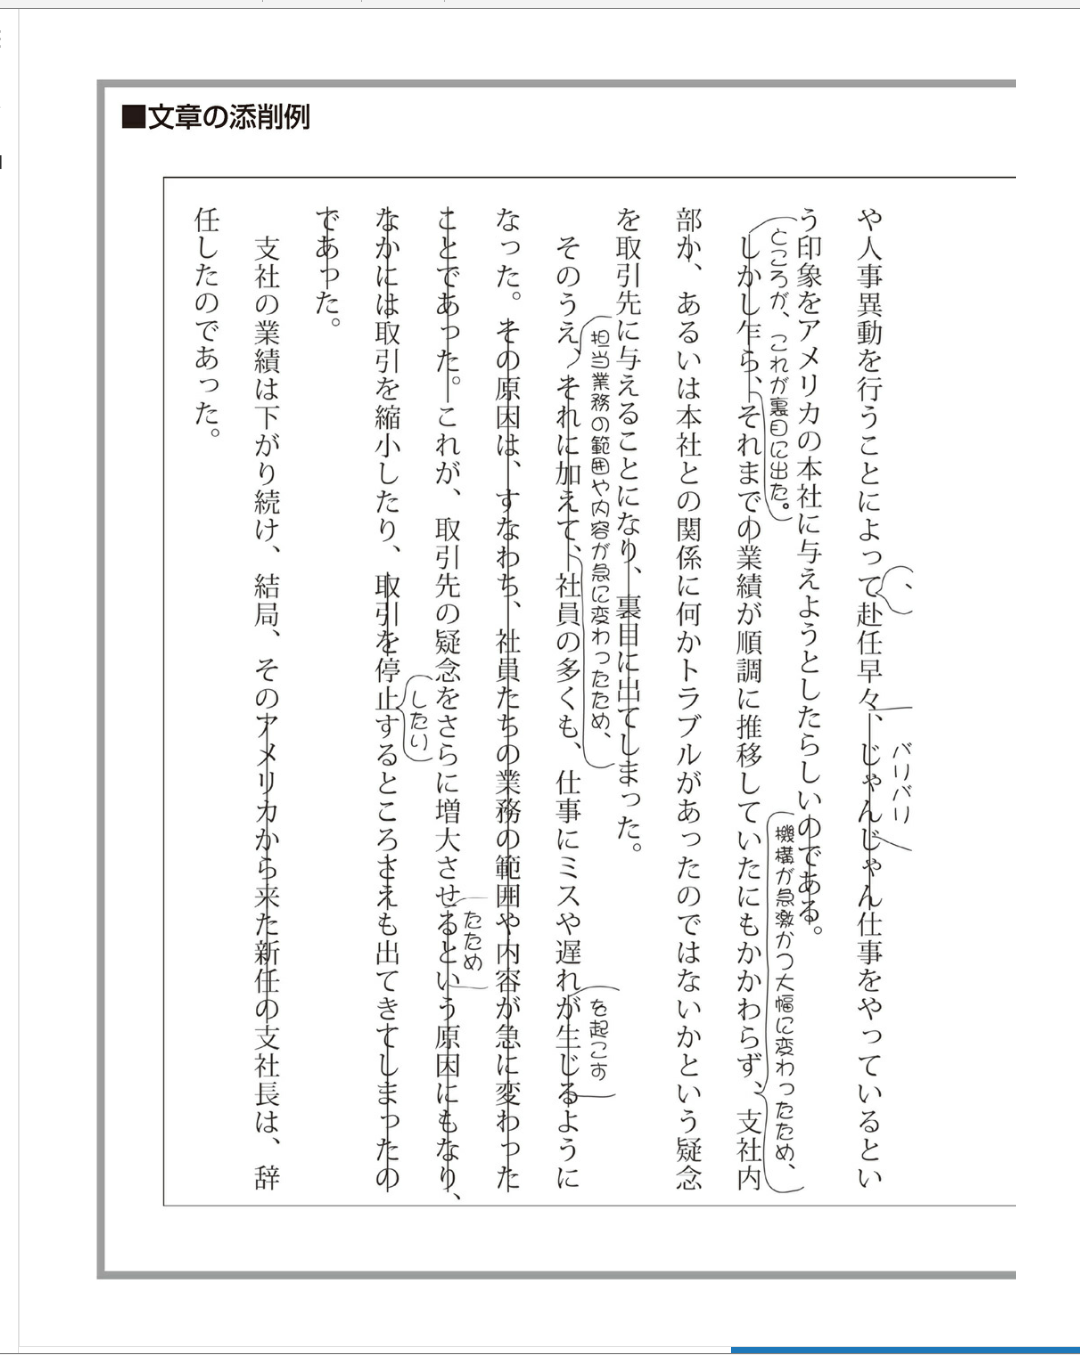 ■文章の添削例
や人事異動を行うことによって赴任早々、じゃんじゃん仕事をやっているとい
、
バリバリ
う印象をアメリカの本社に与えようとしたらしいのである。
ところが、これが裏目に出た。
機構が急激かつ大幅に変わったため、
しかし乍ら、それまでの業績が順調に推移していたにもかかわらず、支社内
部か、あるいは本社との関係に何かトラブルがあったのではないかという疑念
を取引先に与えることになり、裏目に出てしまった。
担当業務の範囲や内容が急に変わったため、
を起こす
そのうえ、それに加えて、社員の多くも、仕事にミスや遅れが生じるように
なった。その原因は、すなわち、社員たちの業務の範囲や内容が急に変わった
たため
ことであった。これが、取引先の疑念をさらに増大させるという原因にもなり、
したい
なかには取引を縮小したり、取引を停止するところさえも出てきてしまったの
であった。
支社の業績は下がり続け、結局、そのアメリカから来た新任の支社長は、辞
任したのであった。